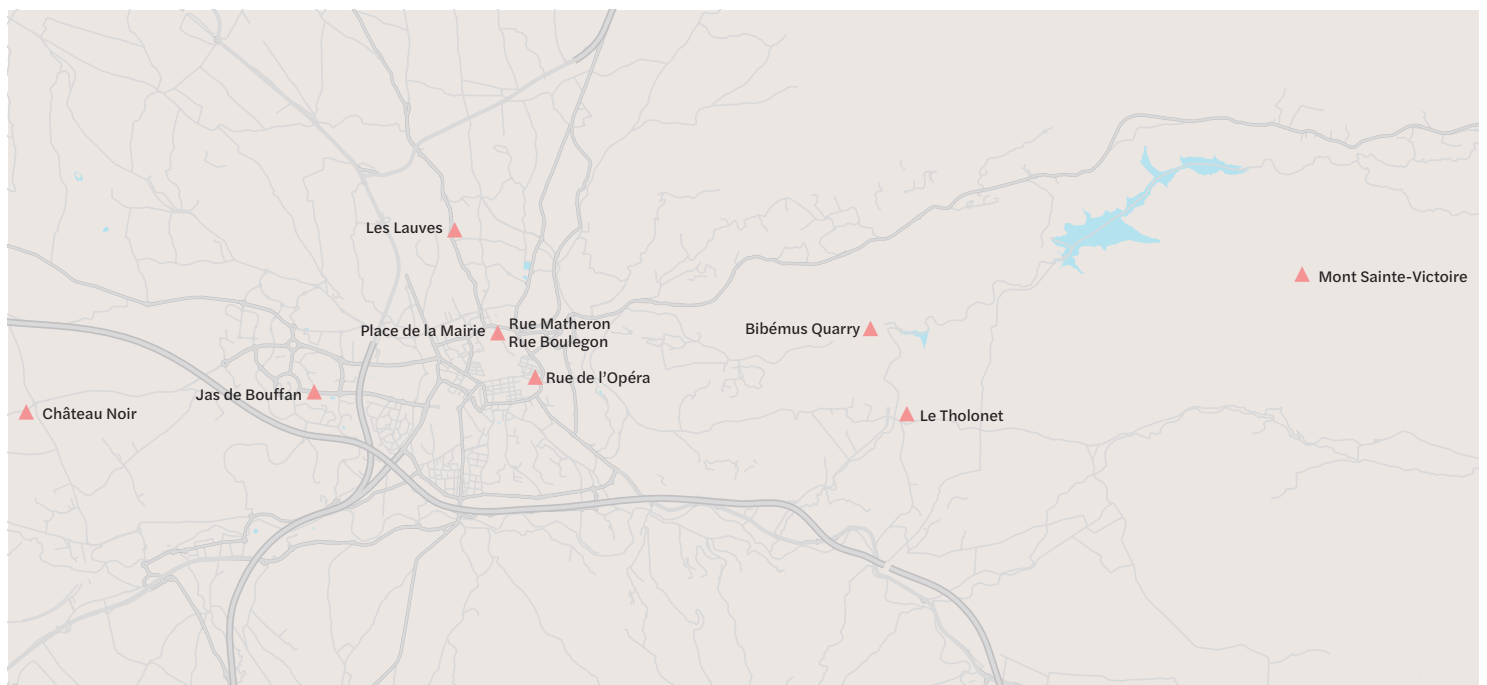 Les Lauves
Mont Sainte-Victoire
Place de la Mairie
Rue Matheron
Rue Boulegon
Bibémus Quarry
Rue de l’Opéra
Jas de Bouffan
Château Noir
Le Tholonet